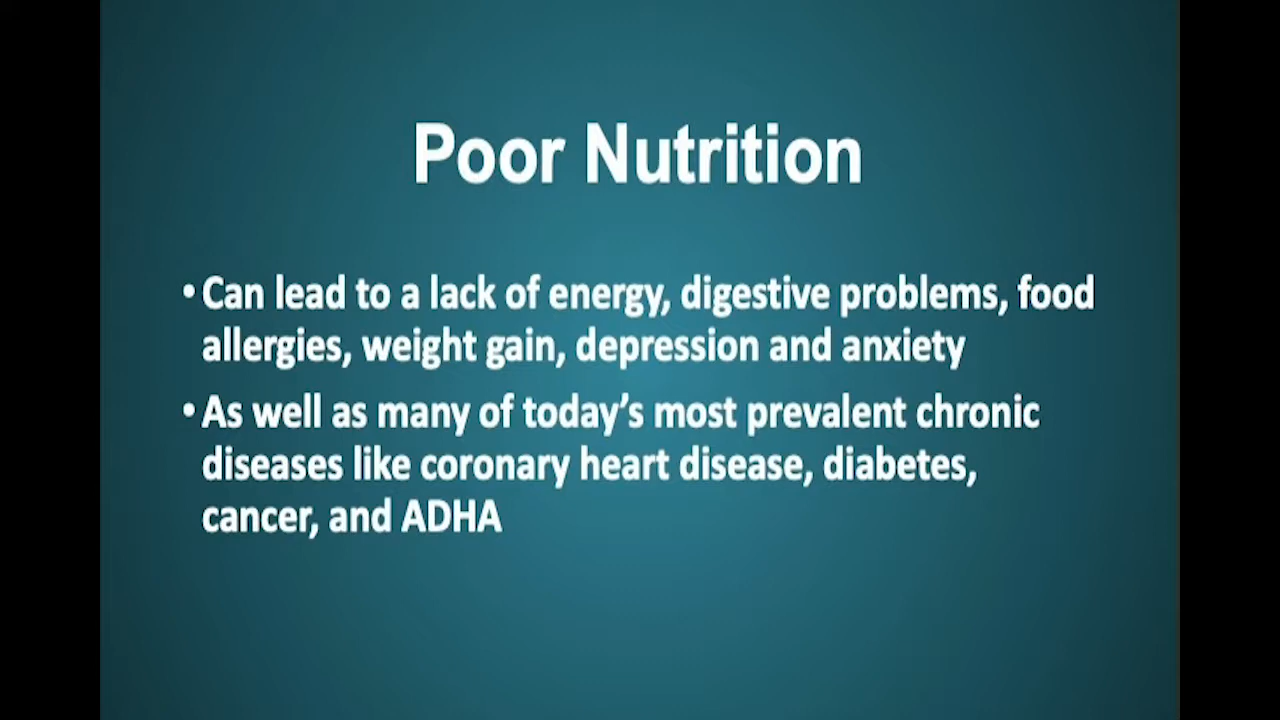 Poor Nutrition
• Can lead to a lack of energy, digestive problems, food
allergies, weight gain, depression and anxiety
• As well as many of today’s most prevalent chronic
diseases like coronary heart disease, diabetes,
cancer, and ADHA